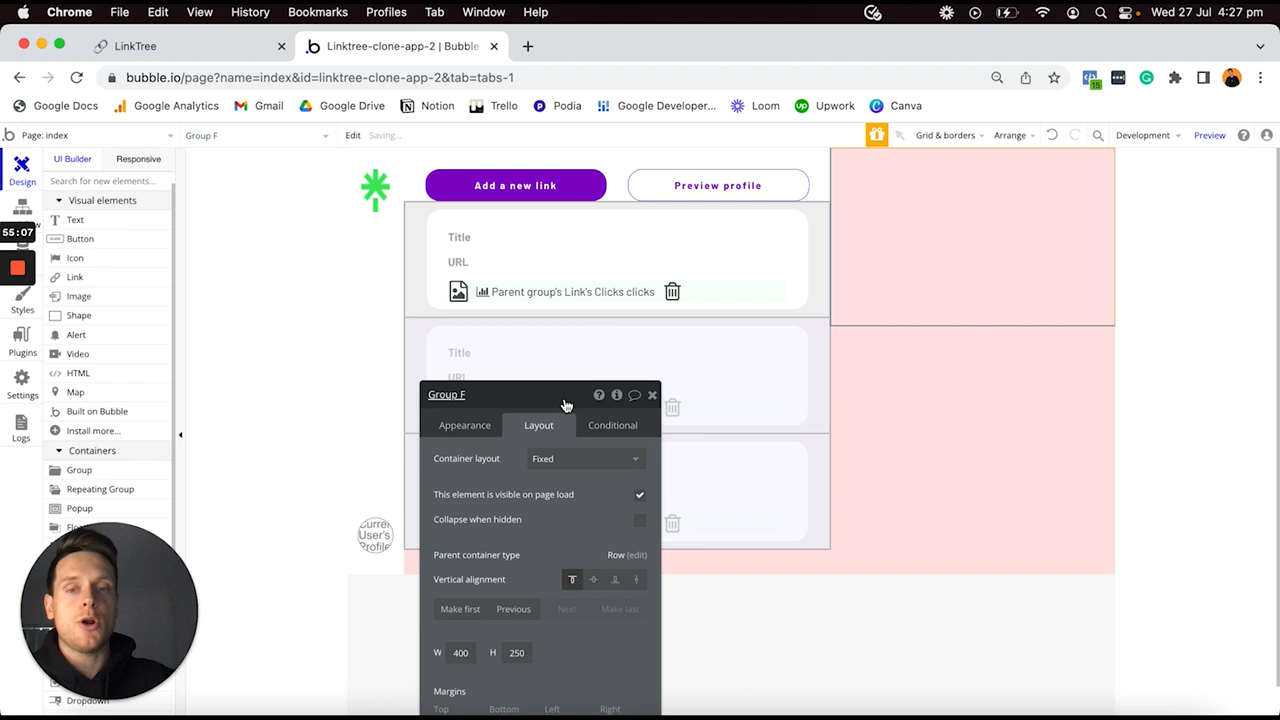 Chrome File Edit View History Bookmarks Profiles Tab Window Help Wed 27 Jul 4:27 pm
LinkTree
Linktree-clone-app-2 | Bubble
bubble.io/page?name=index&id=linktree-clone-app-2&tab=tabs-1
15
Google Docs Google Analytics Gmail Google Drive Notion Trello Podia Google Developer... Loom Upwork Canva
Page: index Group F Edit Saving... Grid & borders Arrange Development Preview
UI Builder Responsive
Design
Search for new elements...
Visual elements
Text
Button
Icon
Link
Image
Shape
Alert
Video
HTML
Map
Built on Bubble
Install more...
Containers
Group
Repeating Group
Popup
Dropdown
55:07
Styles
Plugins
Settings
Logs
Add a new link Preview profile
Title
URL
Parent group's Link's Clicks clicks
Title
URL
Current
User's
Profile
Group F
Appearance Layout Conditional
Container layout Fixed
This element is visible on page load
Collapse when hidden
Parent container type Row (edit)
Vertical alignment
Make first Previous Next Make last
W 400 H 250
Margins
Top Bottom Left Right